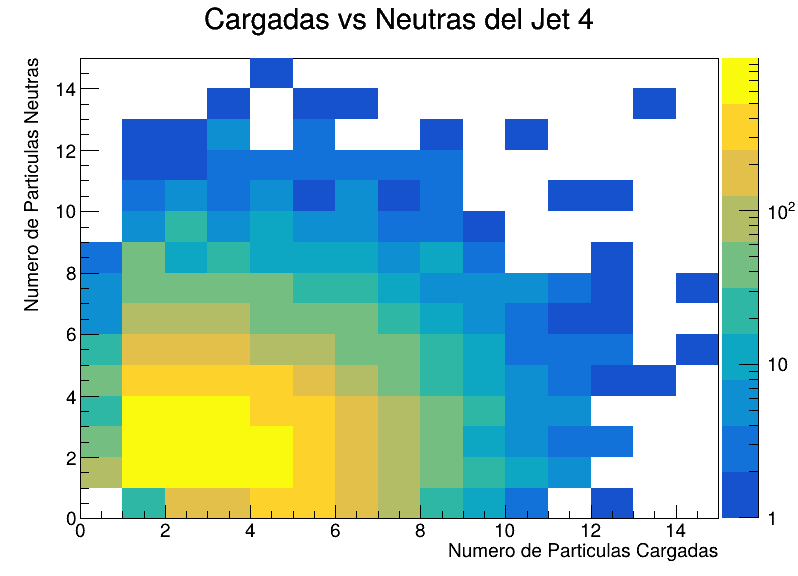 Cargadas vs Neutras del Jet 4
Numero de Particulas Neutras
14
12
10
8
6
4
2
0
0 2 4 6 8 10 12 14
Numero de Particulas Cargadas
10²
10
1